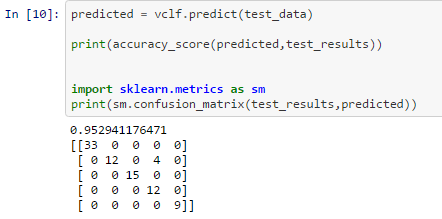 In [10]: predicted = vclf.predict(test_data)
print(accuracy_score(predicted,test_results))
import sklearn.metrics as sm
print(sm.confusion_matrix(test_results,predicted))
0.952941176471
[[33 0 0 0 0]
[ 0 12 0 4 0]
[ 0 0 15 0 0]
[ 0 0 0 12 0]
[ 0 0 0 0 9]]